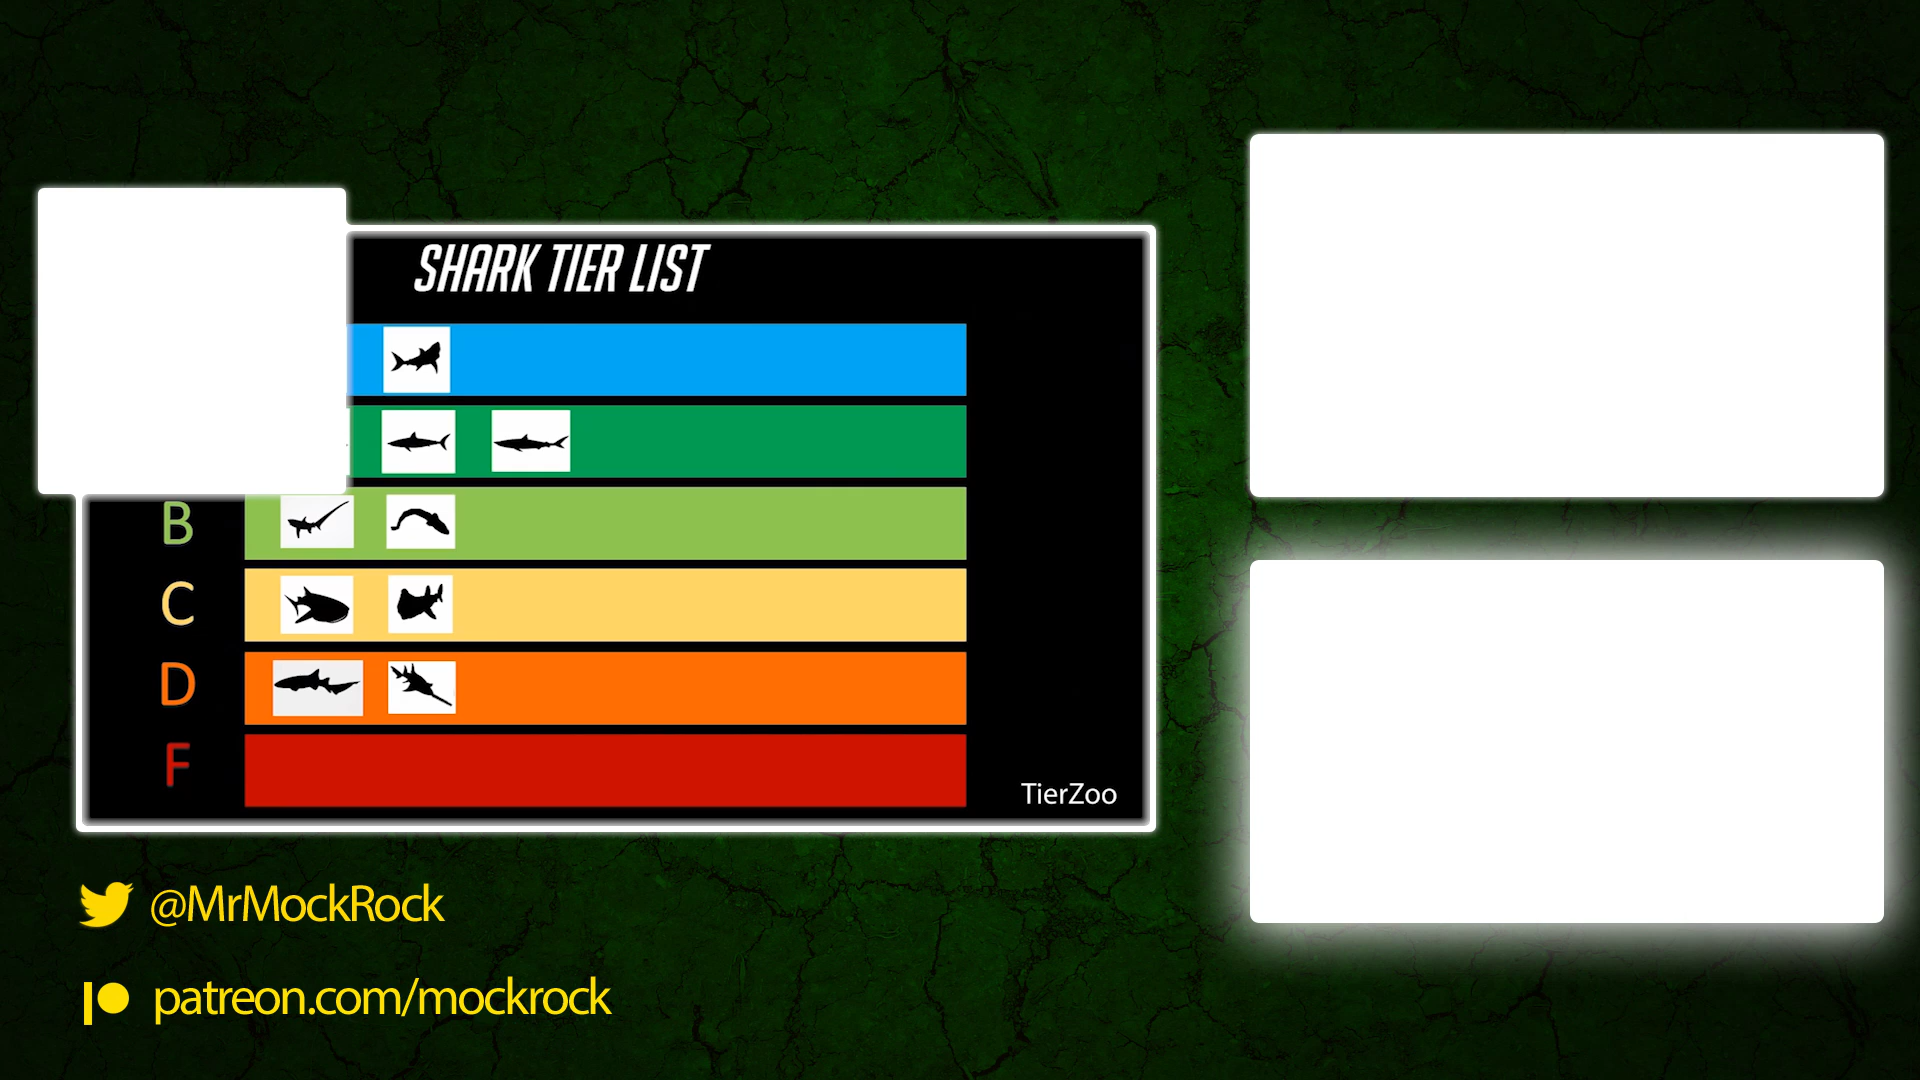 SHARK TIER LIST
B
C
D
F
TierZoo
@MrMockRock
patreon.com/mockrock